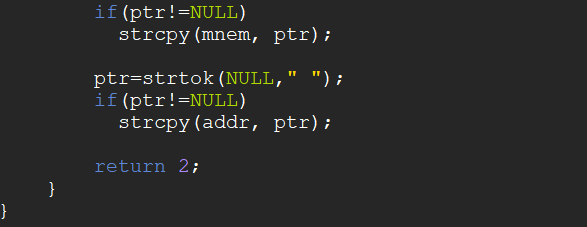 if(ptr!=NULL)
strcpy(mnem, ptr);
ptr=strtok(NULL," ");
if(ptr!=NULL)
strcpy(addr, ptr);
return 2;
}
}